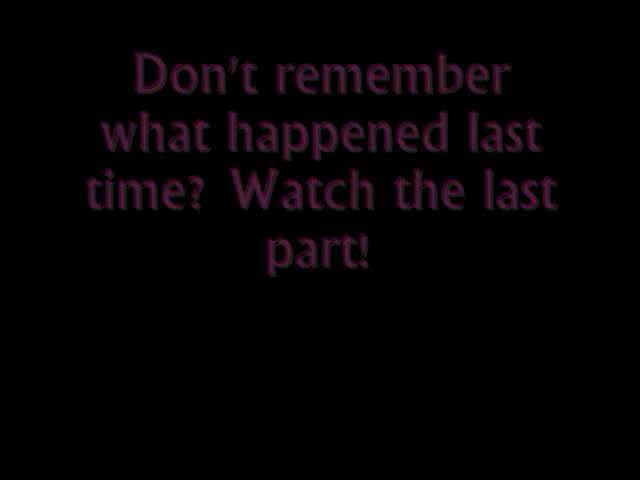 Don't remember
what happened last
time? Watch the last
part!